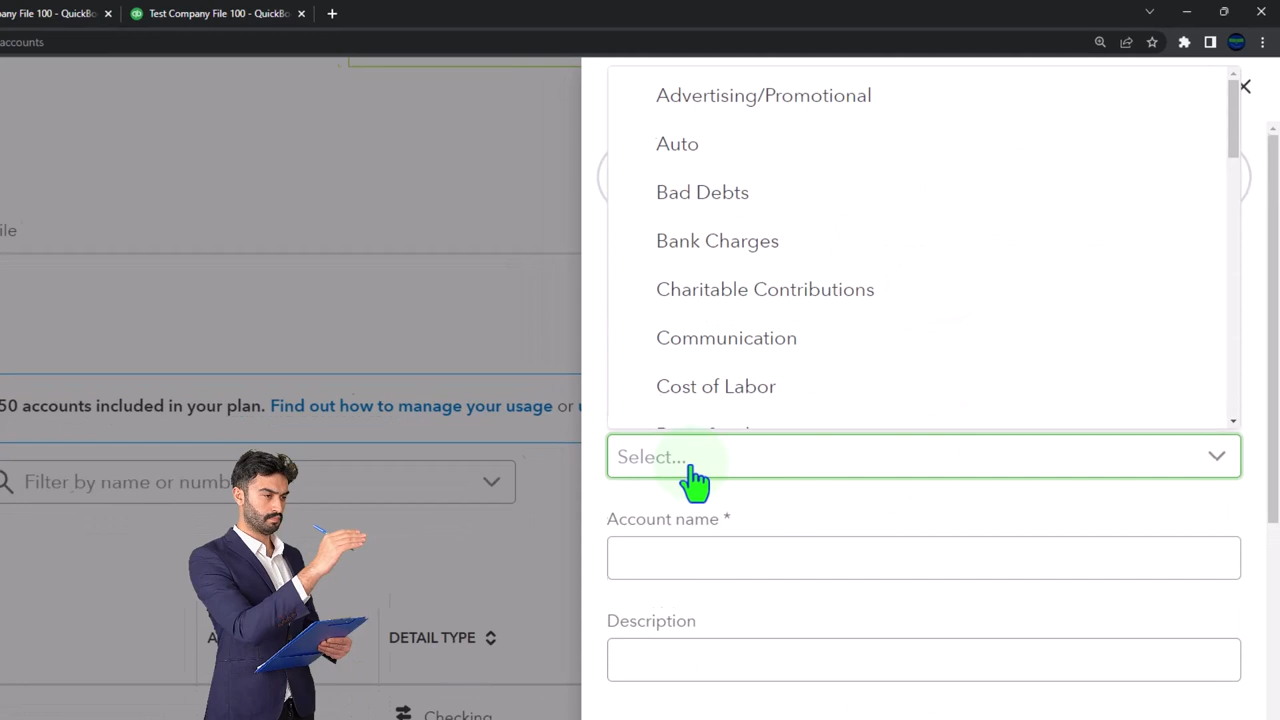 any File 100 - QuickBo
Test Company File 100 - QuickBo
accounts
Advertising/Promotional
Auto
Bad Debts
Bank Charges
Charitable Contributions
Communication
Cost of Labor
ile
50 accounts included in your plan. Find out how to manage your usage or u
Select...
Filter by name or numb
Account name *
Description
A
DETAIL TYPE
Checking